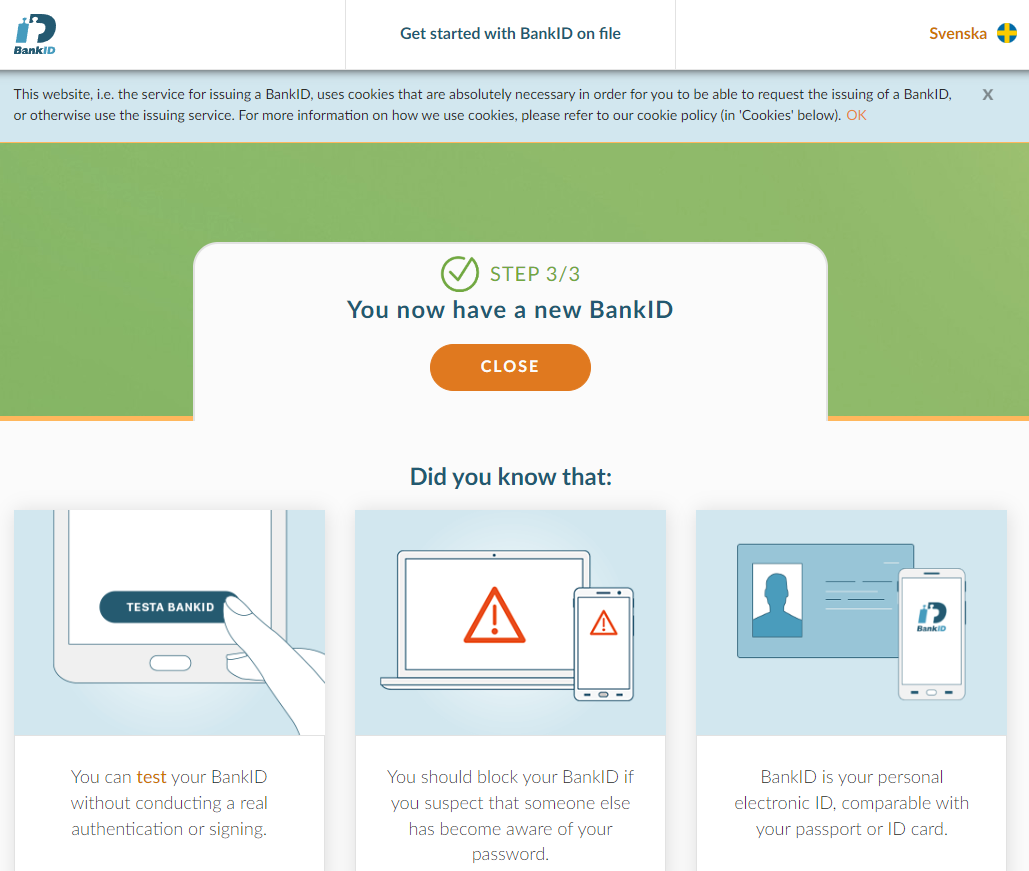 BankID
Get started with BankID on file
Svenska
This website, i.e. the service for issuing a BankID, uses cookies that are absolutely necessary in order for you to be able to request the issuing of a BankID,
or otherwise use the issuing service. For more information on how we use cookies, please refer to our cookie policy (in 'Cookies' below). OK
X
STEP 3/3
You now have a new BankID
CLOSE
Did you know that:
TESTA BANKID
BankID
You can test your BankID
without conducting a real
authentication or signing.
You should block your BankID if
you suspect that someone else
has become aware of your
password.
BankID is your personal
electronic ID, comparable with
your passport or ID card.